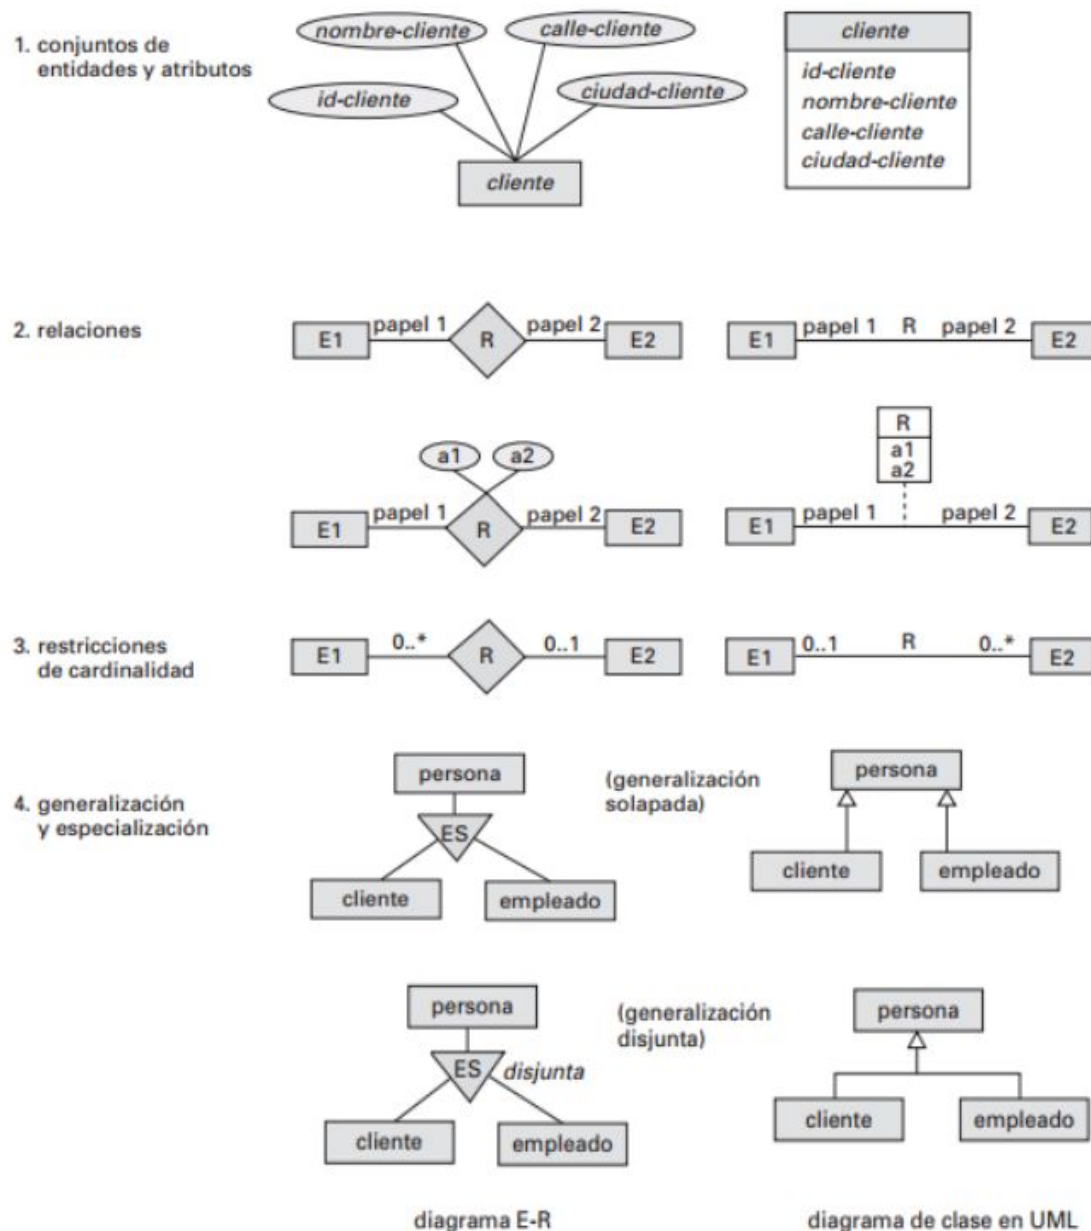 1. conjuntos de
entidades y atributos
nombre-cliente
calle-cliente
id-cliente
ciudad-cliente
cliente
cliente
id-cliente
nombre-cliente
calle-cliente
ciudad-cliente
2. relaciones
E1 papel 1 R papel 2 E2
E1 papel 1 R papel 2 E2
a1 a2
E1 papel 1 R papel 2 E2
R
a1
a2
E1 papel 1 papel 2 E2
3. restricciones
de cardinalidad
E1 0..* R 0..1 E2
E1 0..1 R 0..* E2
4. generalización
y especialización
persona
ES
cliente empleado
(generalización
solapada)
persona
cliente empleado
persona
ES disjunta
cliente empleado
(generalización
disjunta)
persona
cliente empleado
diagrama E-R
diagrama de clase en UML